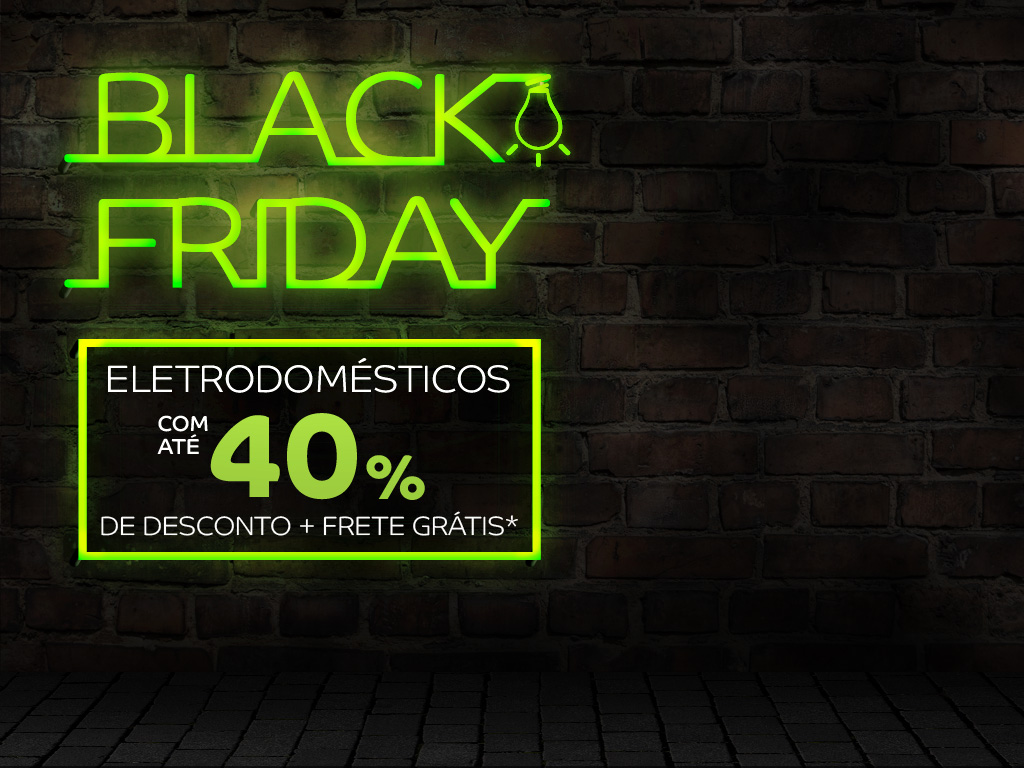 BLACK
FRIDAY
ELETRODOMÉSTICOS
COM
ATÉ
40%
DE DESCONTO + FRETE GRÁTIS*